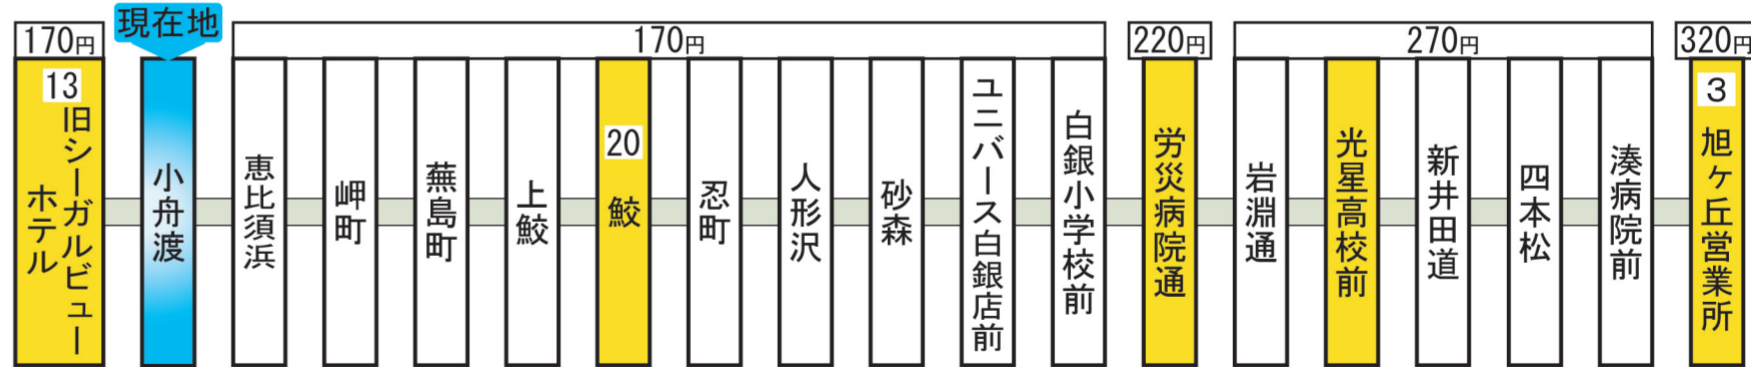 170円
現在地
170円
220円
270円
320円
13
旧シーガルビュー
ホテル
小舟渡
恵比須浜
岬町
蕪島町
上鮫
20
鮫
忍町
人形沢
砂森
ユニバース白銀店前
白銀小学校前
労災病院通
岩淵通
光星高校前
新井田道
四本松
湊病院前
3
旭ヶ丘営業所